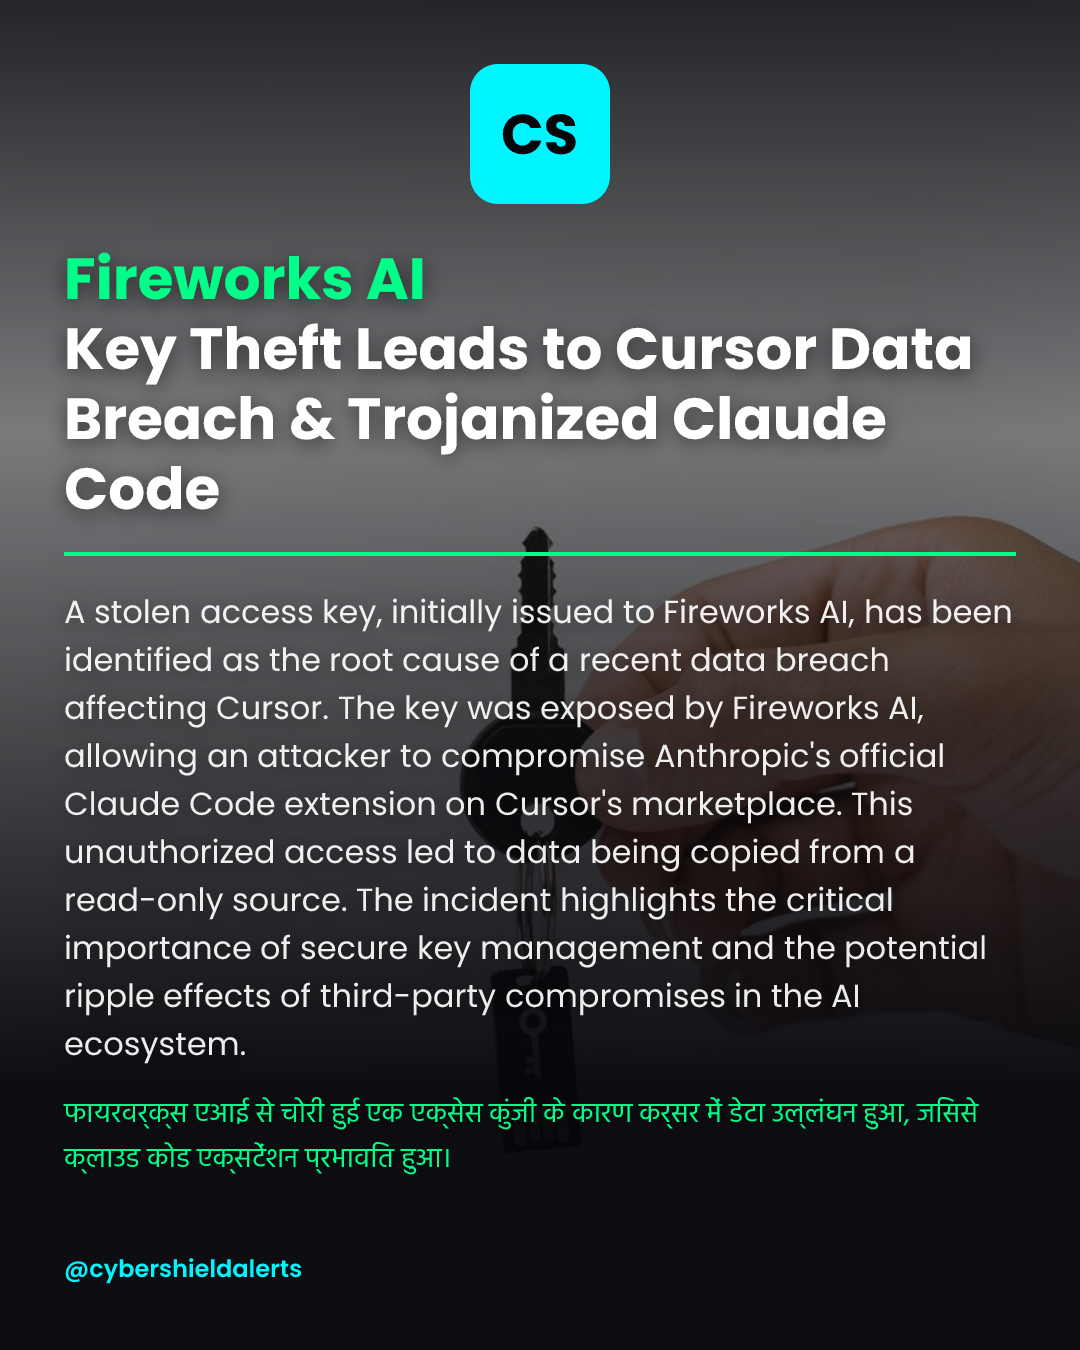 CS
Fireworks AI
Key Theft Leads to Cursor Data
Breach & Trojanized Claude
Code
A stolen access key, initially issued to Fireworks AI, has been
identified as the root cause of a recent data breach
affecting Cursor. The key was exposed by Fireworks AI,
allowing an attacker to compromise Anthropic's official
Claude Code extension on Cursor's marketplace. This
unauthorized access led to data being copied from a
read-only source. The incident highlights the critical
importance of secure key management and the potential
ripple effects of third-party compromises in the AI
ecosystem.
फायरवर्क्स एआई से चोरी हुई एक एक्सेस कुंजी के कारण कर्सर में डेटा उल्लंघन हुआ, जिससे
क्लाउड कोड एक्सटेंशन प्रभावित हुआ।
@cybershieldalerts